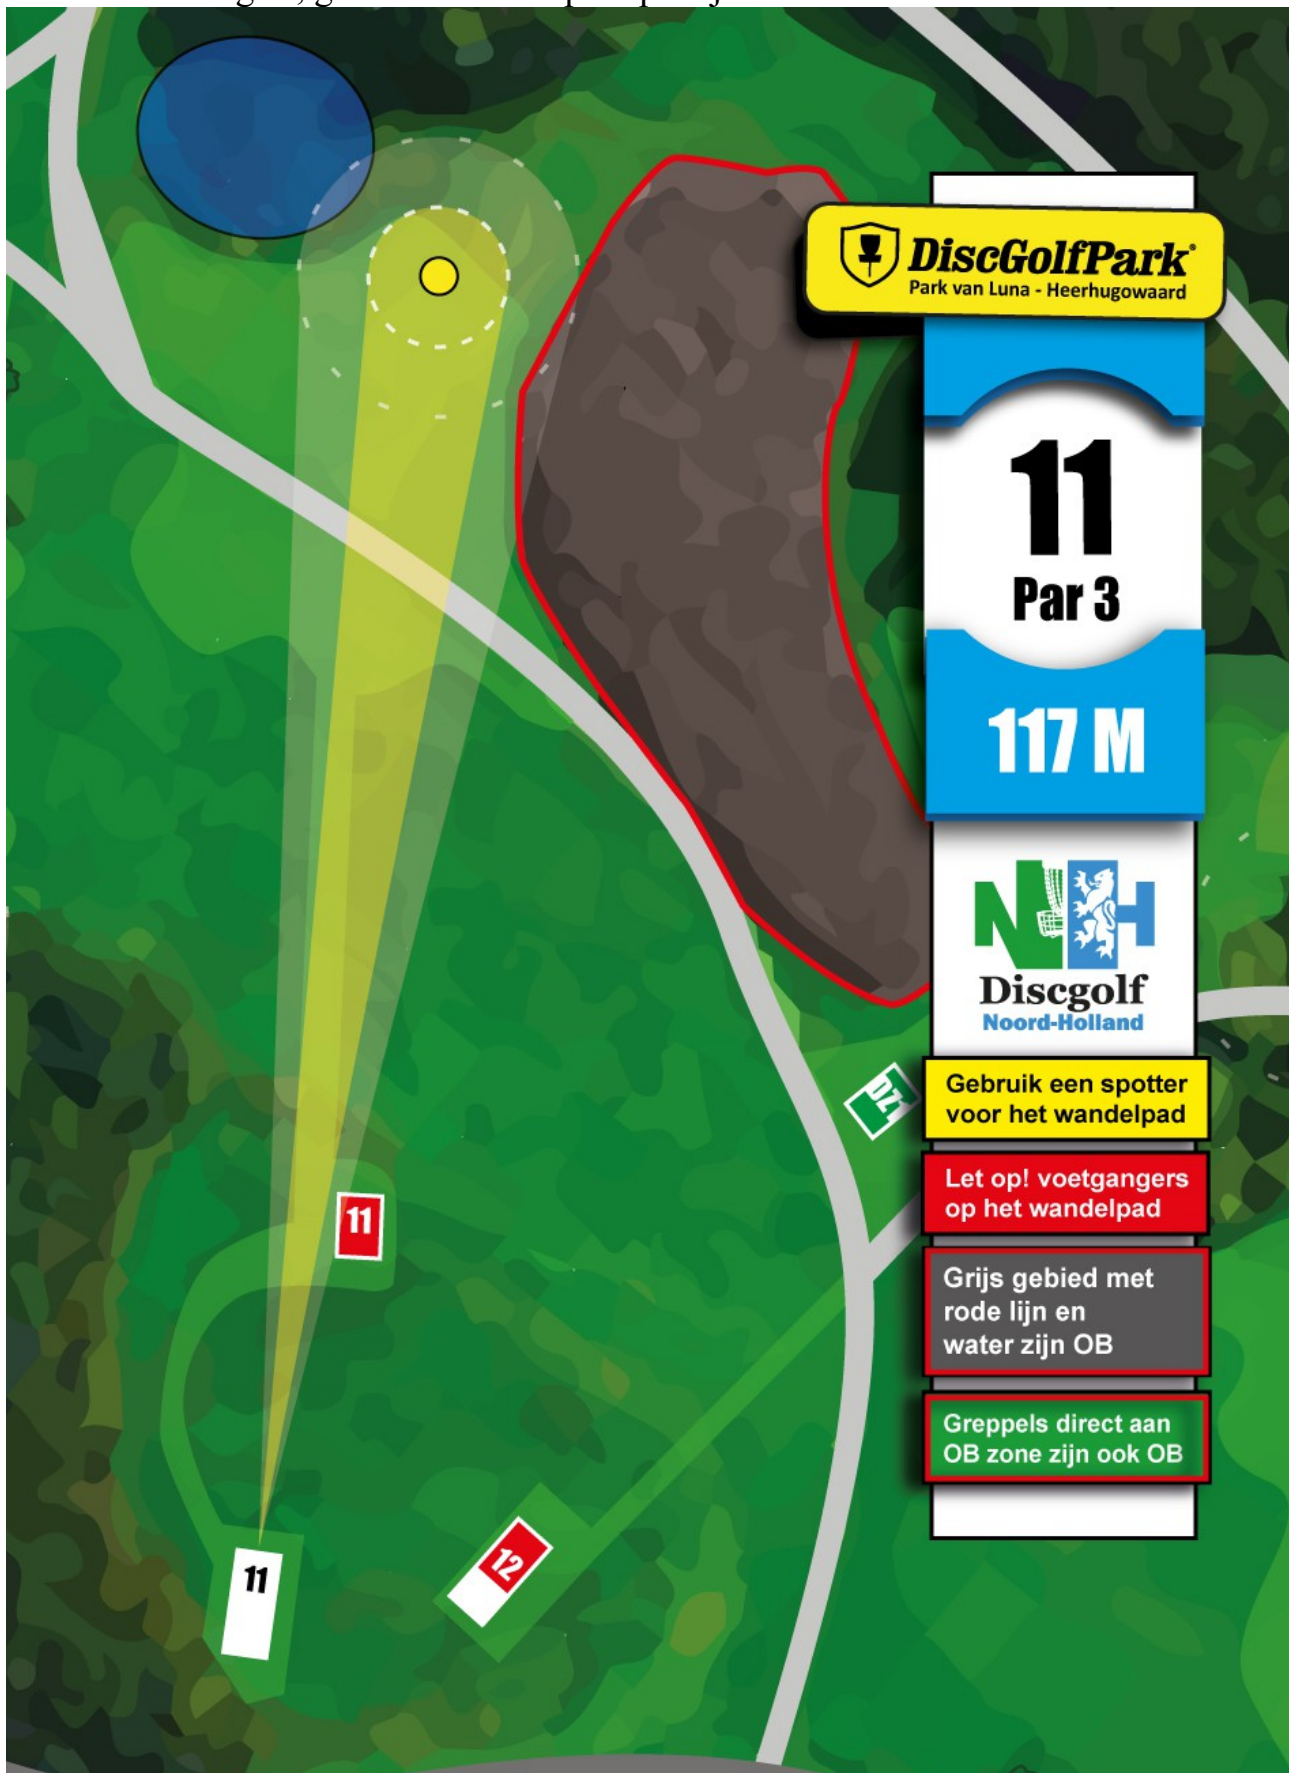 DiscGolfPark®
Park van Luna - Heerhugowaard
11
Par 3
117 M
NH
Discgolf
Noord-Holland
DZ
Gebruik een spotter
voor het wandelpad
Let op! voetgangers
op het wandelpad
Grijs gebied met
rode lijn en
water zijn OB
Greppels direct aan
OB zone zijn ook OB
11
11
12